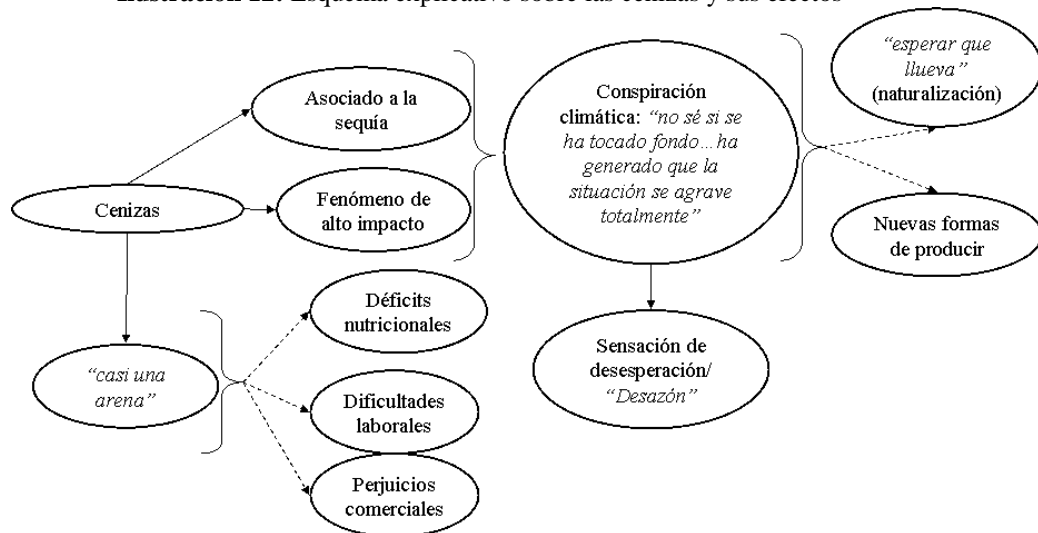 Ilustración 22. Esquema explicativo sobre las cenizas y sus efectos
"esperar que
llueva"
(naturalización)
Asociado a la
sequía
Conspiración
climática: "no sé si se
ha tocado fondo…ha
generado que la
situación se agrave
totalmente"
Cenizas
Fenómeno de
alto impacto
Nuevas formas
de producir
Déficits
nutricionales
"casi una
arena"
Sensación de
desesperación/
"Desazón"
Dificultades
laborales
Perjuicios
comerciales